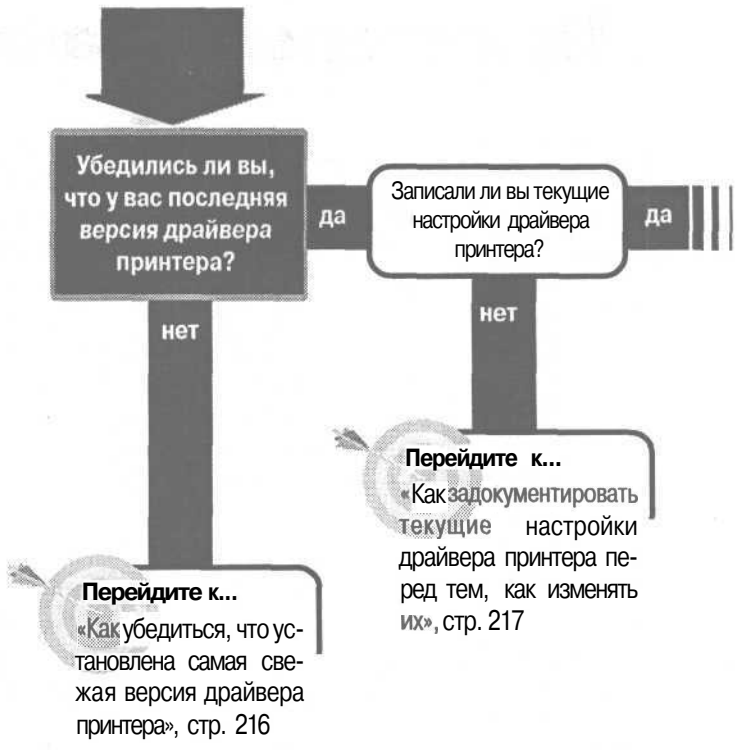 Убедились ли вы,
что у вас последняя
версия драйвера
принтера?
да
Записали ли вы текущие
настройки драйвера
принтера?
да
нет
нет
Перейдите к...
«Как задокументировать
текущие настройки
драйвера принтера пе-
ред тем, как изменять
их», стр. 217
Перейдите к...
«Как убедиться, что ус-
тановлена самая све-
жая версия драйвера
принтера», стр. 216